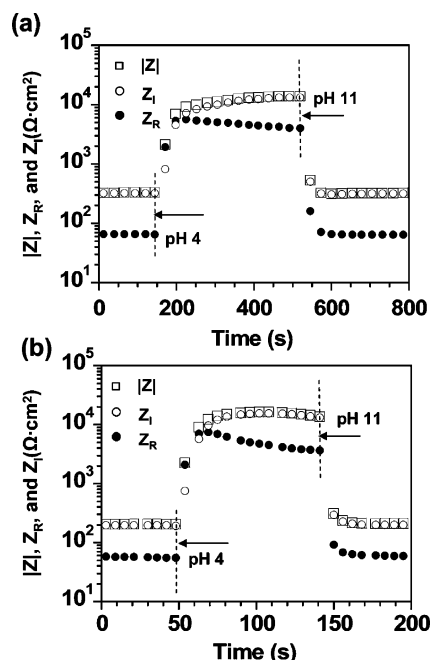 (a)
|Z|, Z_R, and Z_I (Ω·cm²)
10⁵
10⁴
10³
10²
10¹
|Z|
Z_I
Z_R
pH 11
pH 4
0 200 400 600 800
Time (s)
(b)
|Z|, Z_R, and Z_I (Ω·cm²)
10⁵
10⁴
10³
10²
10¹
|Z|
Z_I
Z_R
pH 11
pH 4
0 50 100 150 200
Time (s)